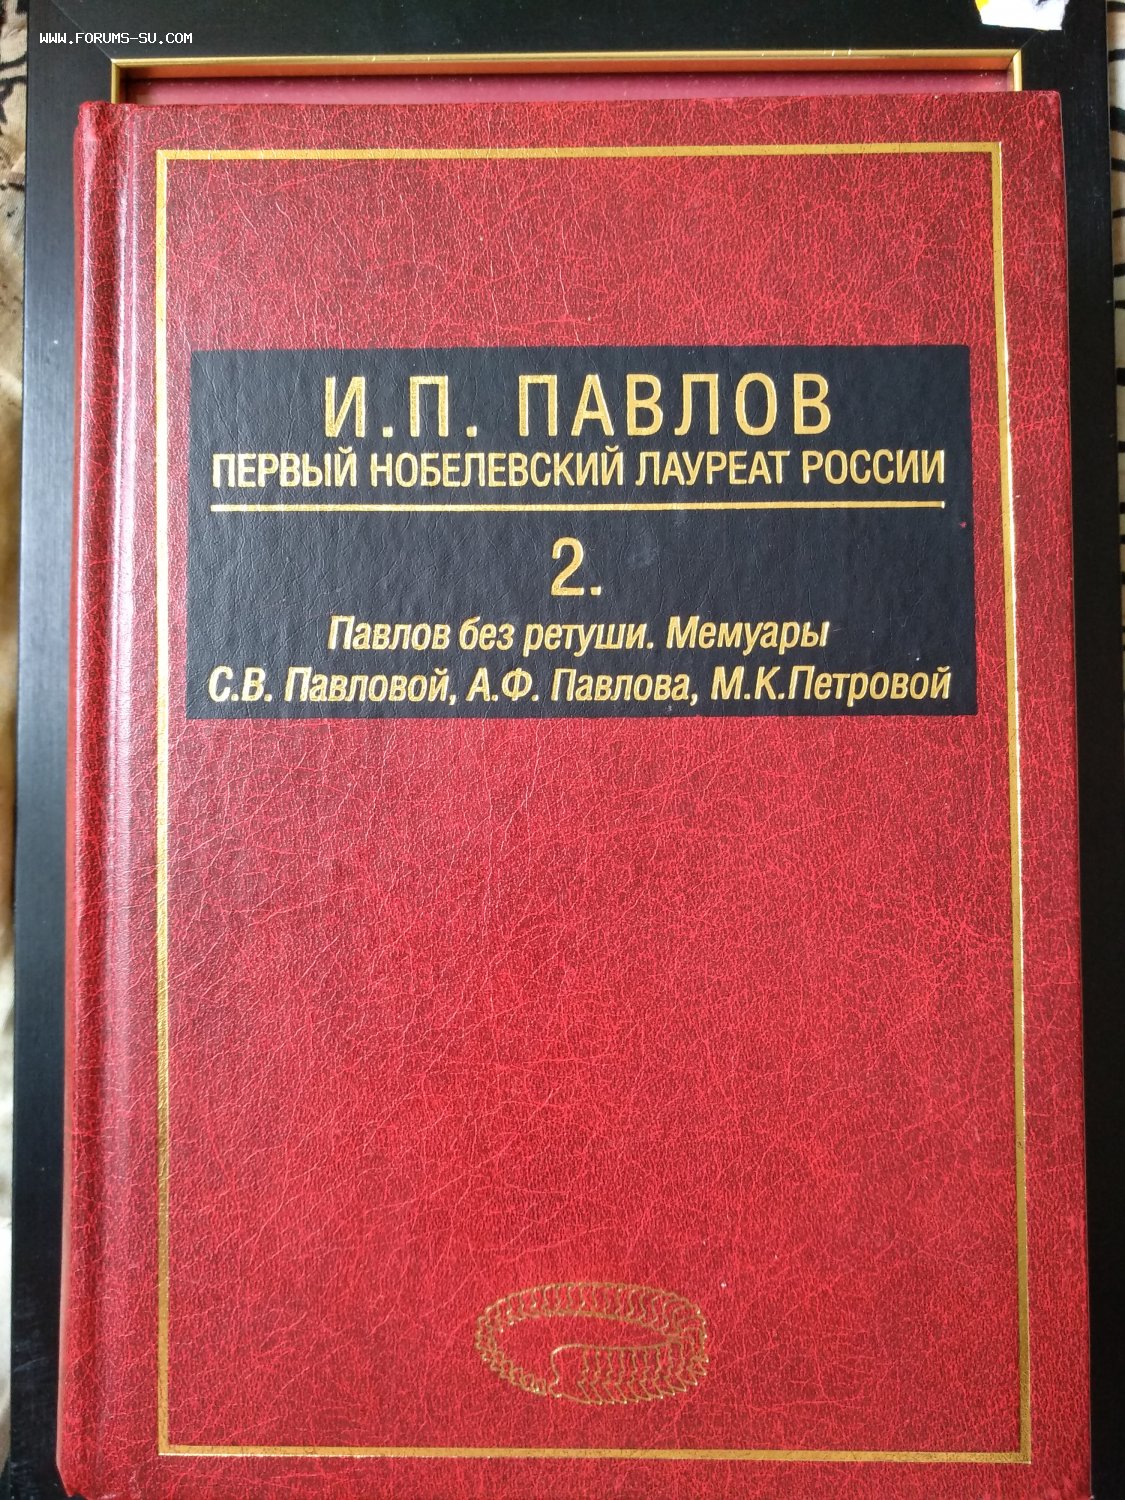 WWW.FORUMS-SU.COM
И.П. ПАВЛОВ
ПЕРВЫЙ НОБЕЛЕВСКИЙ ЛАУРЕАТ РОССИИ
2.
Павлов без ретуши. Мемуары
С.В. Павловой, А.Ф. Павлова, М.К.Петровой